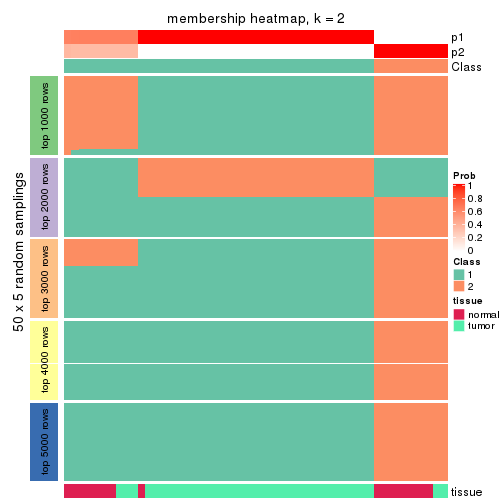 membership heatmap, k = 2
p1
p2
Class
50 x 5 random samplings
top 1000 rows
top 2000 rows
top 3000 rows
top 4000 rows
top 5000 rows
Prob
1
0.8
0.6
0.4
0.2
0
Class
1
2
tissue
normal
tumor
tissue